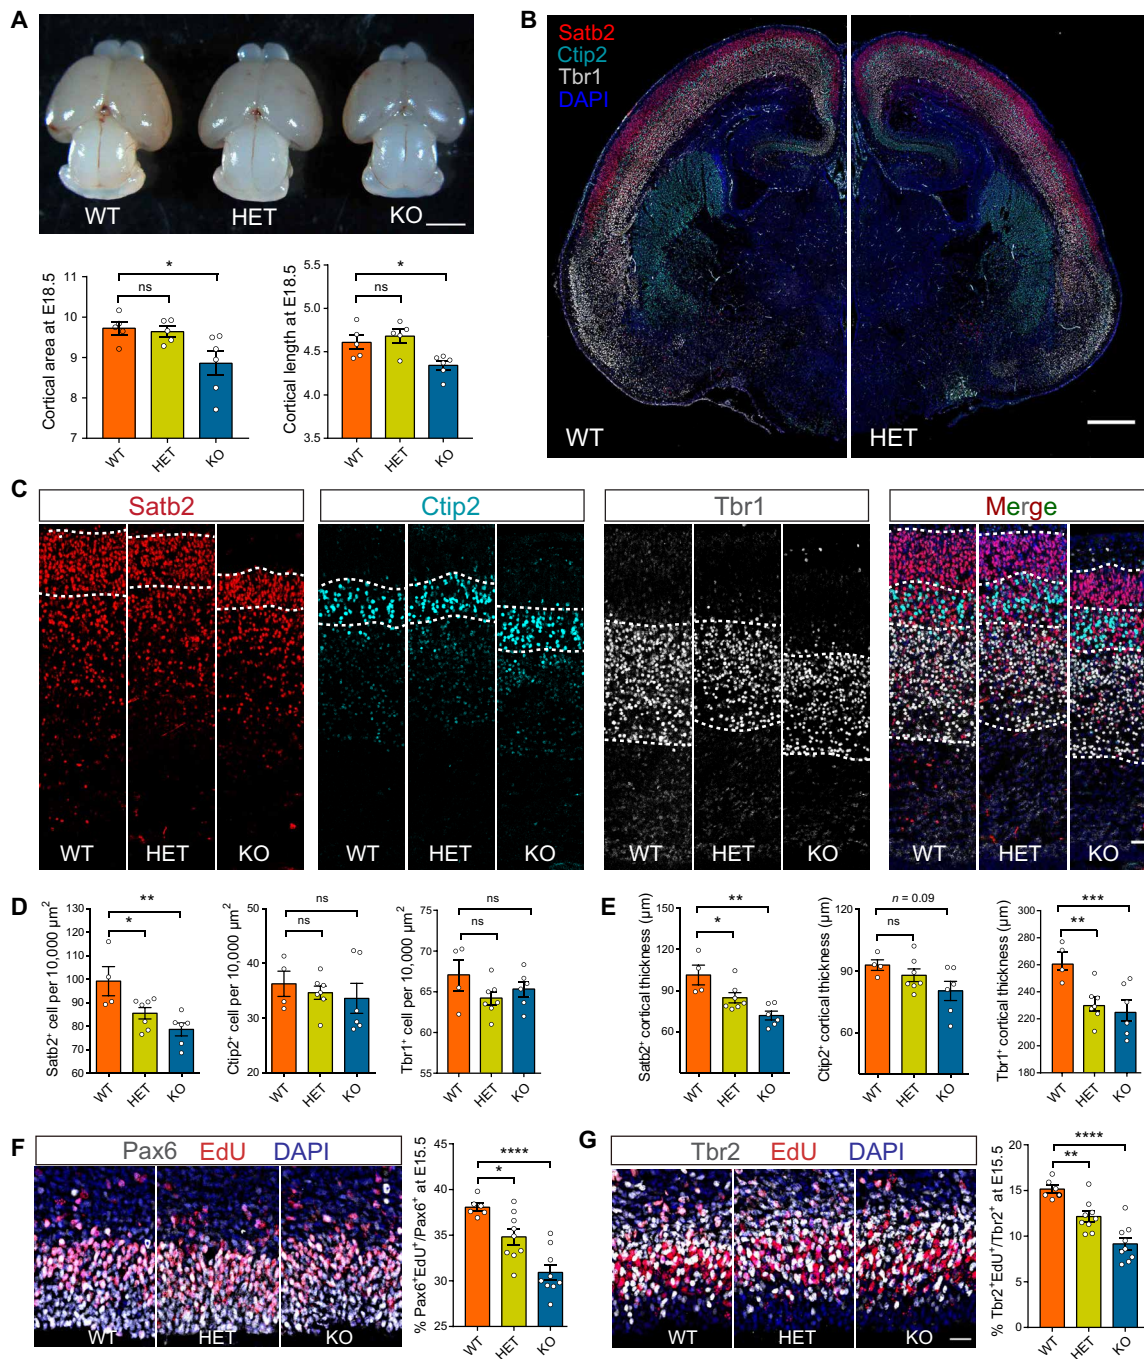 A
WT
HET
KO
Cortical area at E18.5
11
10
9
8
7
*
ns
WT
HET
KO
Cortical length at E18.5
5.5
5.0
4.5
4.0
3.5
*
ns
WT
HET
KO
B
Satb2
Ctip2
Tbr1
DAPI
WT
HET
C
Satb2
Ctip2
Tbr1
Merge
WT
HET
KO
WT
HET
KO
WT
HET
KO
WT
HET
KO
D
Satb2⁺ cell per 10,000 µm²
130
120
110
100
90
80
70
60
**
*
WT
HET
KO
Ctip2⁺ cell per 10,000 µm²
50
40
30
20
ns
ns
WT
HET
KO
Tbr1⁺ cell per 10,000 µm²
75
70
65
60
55
ns
ns
WT
HET
KO
E
Satb2⁺ cortical thickness (µm)
140
100
60
**
*
WT
HET
KO
Ctip2⁺ cortical thickness (µm)
120
90
60
n = 0.09
ns
WT
HET
KO
Tbr1⁺ cortical thickness (µm)
300
280
260
240
220
200
180
***
**
WT
HET
KO
F
Pax6 EdU DAPI
WT
HET
KO
% Pax6⁺EdU⁺/Pax6⁺ at E15.5
45
40
35
30
25
****
*
WT
HET
KO
G
Tbr2 EdU DAPI
WT
HET
KO
% Tbr2⁺EdU⁺/Tbr2⁺ at E15.5
20
15
10
5
0
****
**
WT
HET
KO